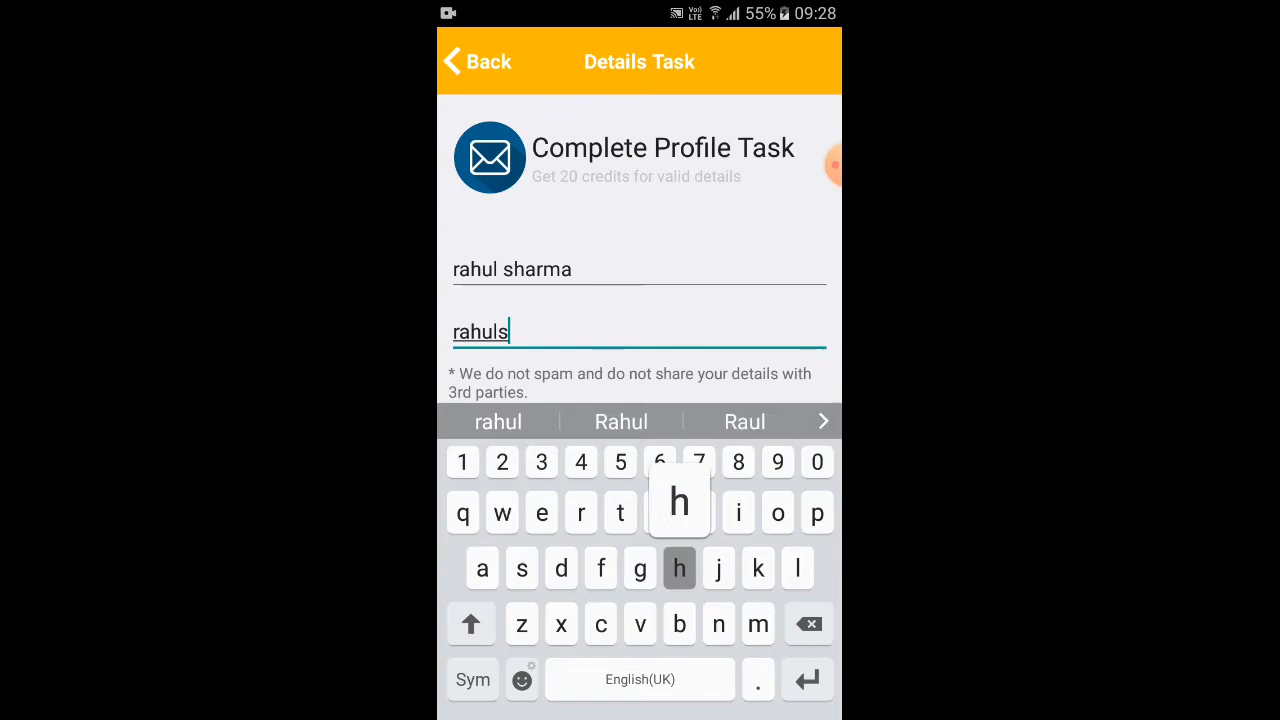 Vo)) LTE 55% 09:28
Back Details Task
Complete Profile Task
Get 20 credits for valid details
rahul sharma
rahuls
* We do not spam and do not share your details with
3rd parties.
rahul Rahul Raul
1 2 3 4 5 6 7 8 9 0
q w e r t h i o p
a s d f g h j k l
z x c v b n m
Sym English(UK) .